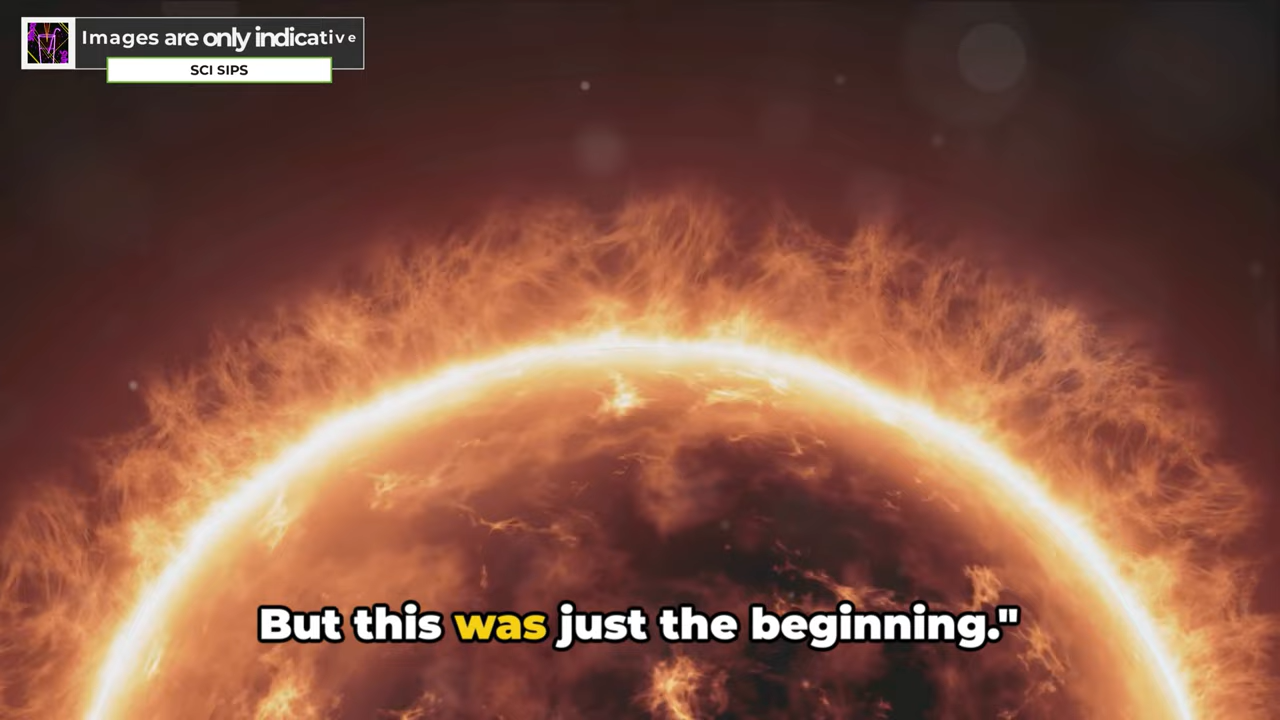 Images are only indicative
SCI SIPS
But this was just the beginning."